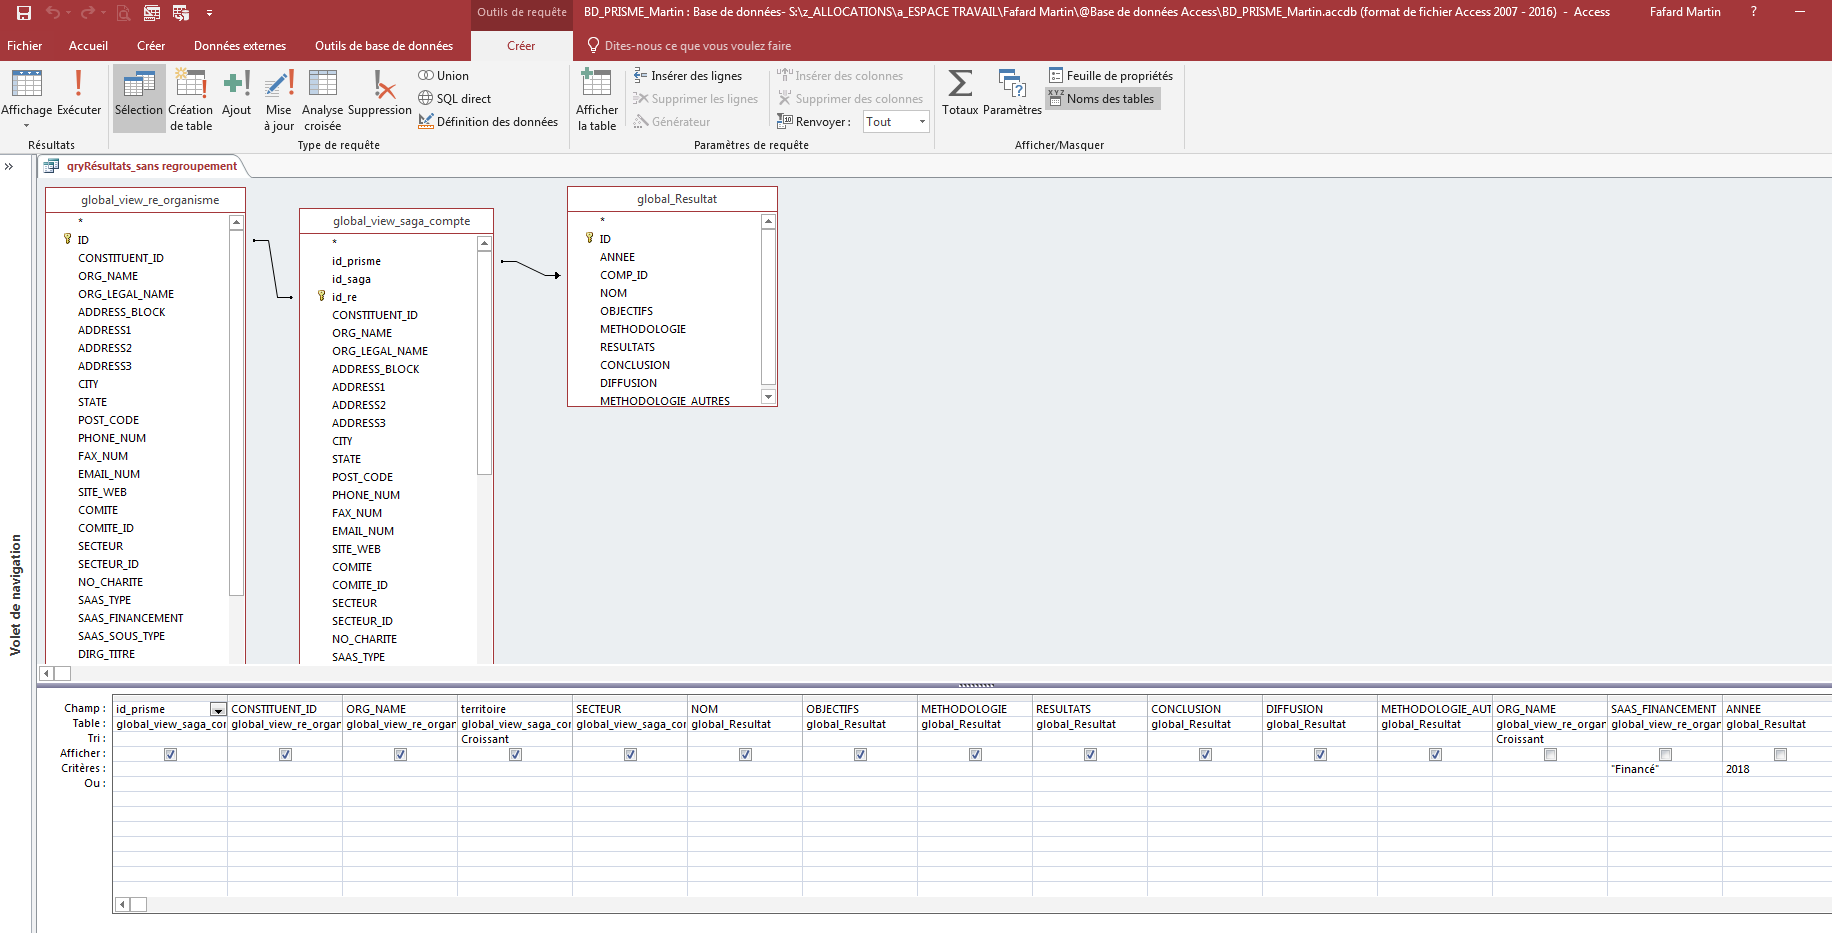 Outils de requête
BD_PRISME_Martin : Base de données- S:\z_ALLOCATIONS\a_ESPACE TRAVAIL\Fafard Martin\@Base de données Access\BD_PRISME_Martin.accdb (format de fichier Access 2007 - 2016) - Access
Fafard Martin
?
Fichier Accueil Créer Données externes Outils de base de données Créer Dites-nous ce que vous voulez faire
Affichage
Exécuter
Résultats
Sélection
Création de table
Ajout
Mise à jour
Analyse croisée
Suppression
Union
SQL direct
Définition des données
Type de requête
Afficher la table
Insérer des lignes
Supprimer les lignes
Générateur
Insérer des colonnes
Supprimer des colonnes
Renvoyer : Tout
Paramètres de requête
Totaux
Paramètres
Feuille de propriétés
XYZ Noms des tables
Afficher/Masquer
»
Volet de navigation
qryRésultats_sans regroupement
global_view_re_organisme
*
ID
CONSTITUENT_ID
ORG_NAME
ORG_LEGAL_NAME
ADDRESS_BLOCK
ADDRESS1
ADDRESS2
ADDRESS3
CITY
STATE
POST_CODE
PHONE_NUM
FAX_NUM
EMAIL_NUM
SITE_WEB
COMITE
COMITE_ID
SECTEUR
SECTEUR_ID
NO_CHARITE
SAAS_TYPE
SAAS_FINANCEMENT
SAAS_SOUS_TYPE
DIRG_TITRE
global_view_saga_compte
*
id_prisme
id_saga
id_re
CONSTITUENT_ID
ORG_NAME
ORG_LEGAL_NAME
ADDRESS_BLOCK
ADDRESS1
ADDRESS2
ADDRESS3
CITY
STATE
POST_CODE
PHONE_NUM
FAX_NUM
EMAIL_NUM
SITE_WEB
COMITE
COMITE_ID
SECTEUR
SECTEUR_ID
NO_CHARITE
SAAS_TYPE
global_Resultat
*
ID
ANNEE
COMP_ID
NOM
OBJECTIFS
METHODOLOGIE
RESULTATS
CONCLUSION
DIFFUSION
METHODOLOGIE_AUTRES
Champ : id_prisme CONSTITUENT_ID ORG_NAME territoire SECTEUR NOM OBJECTIFS METHODOLOGIE RESULTATS CONCLUSION DIFFUSION METHODOLOGIE_AUT ORG_NAME SAAS_FINANCEMENT ANNEE
Table : global_view_saga_cor global_view_re_organ global_view_re_organ global_view_saga_cor global_view_saga_cor global_Resultat global_Resultat global_Resultat global_Resultat global_Resultat global_Resultat global_Resultat global_view_re_organ global_view_re_organ global_Resultat
Tri : Croissant Croissant
Afficher :
Critères : "Financé" 2018
Ou :